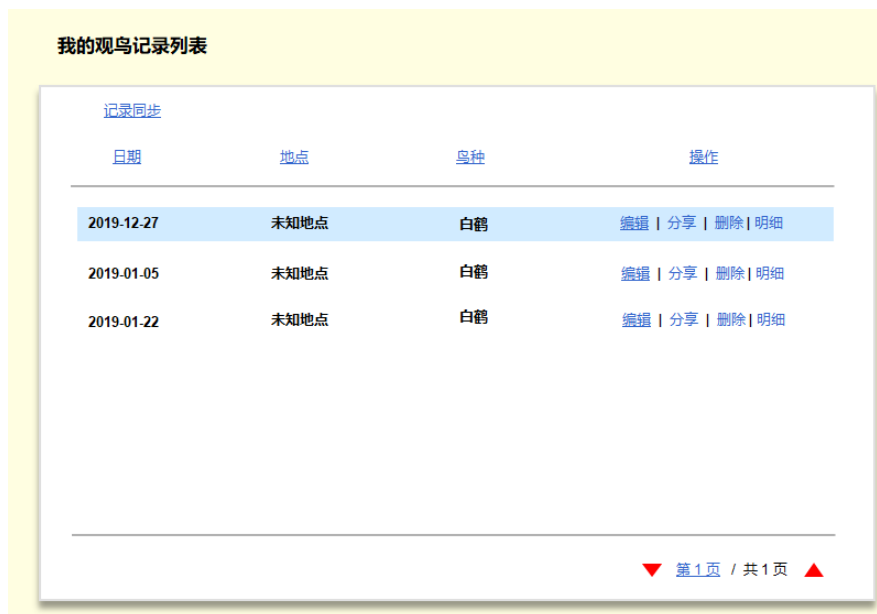 我的观鸟记录列表
记录同步
日期 地点 鸟种 操作
2019-12-27 未知地点 白鹤 编辑 | 分享 | 删除 | 明细
2019-01-05 未知地点 白鹤 编辑 | 分享 | 删除 | 明细
2019-01-22 未知地点 白鹤 编辑 | 分享 | 删除 | 明细
第1页 / 共1页